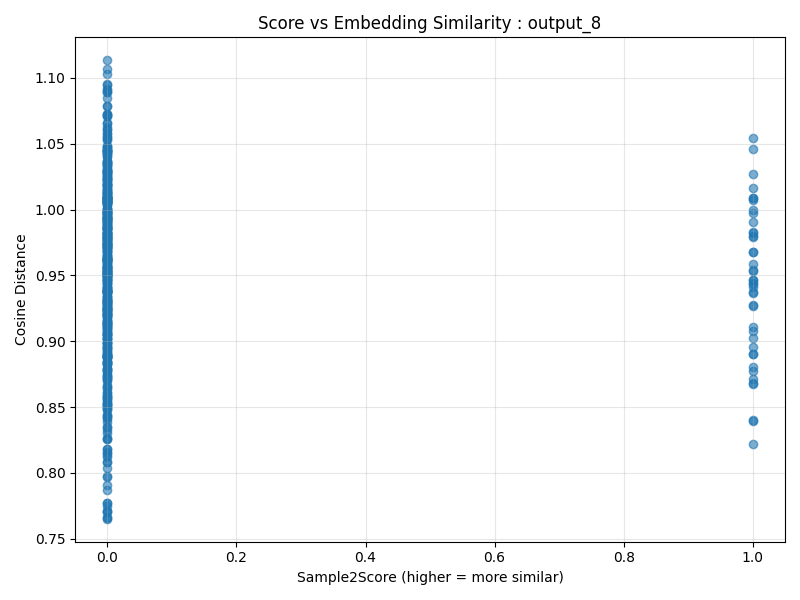 Score vs Embedding Similarity : output_8
1.10
1.05
1.00
0.95
0.90
0.85
0.80
0.75
Cosine Distance
0.0 0.2 0.4 0.6 0.8 1.0
Sample2Score (higher = more similar)